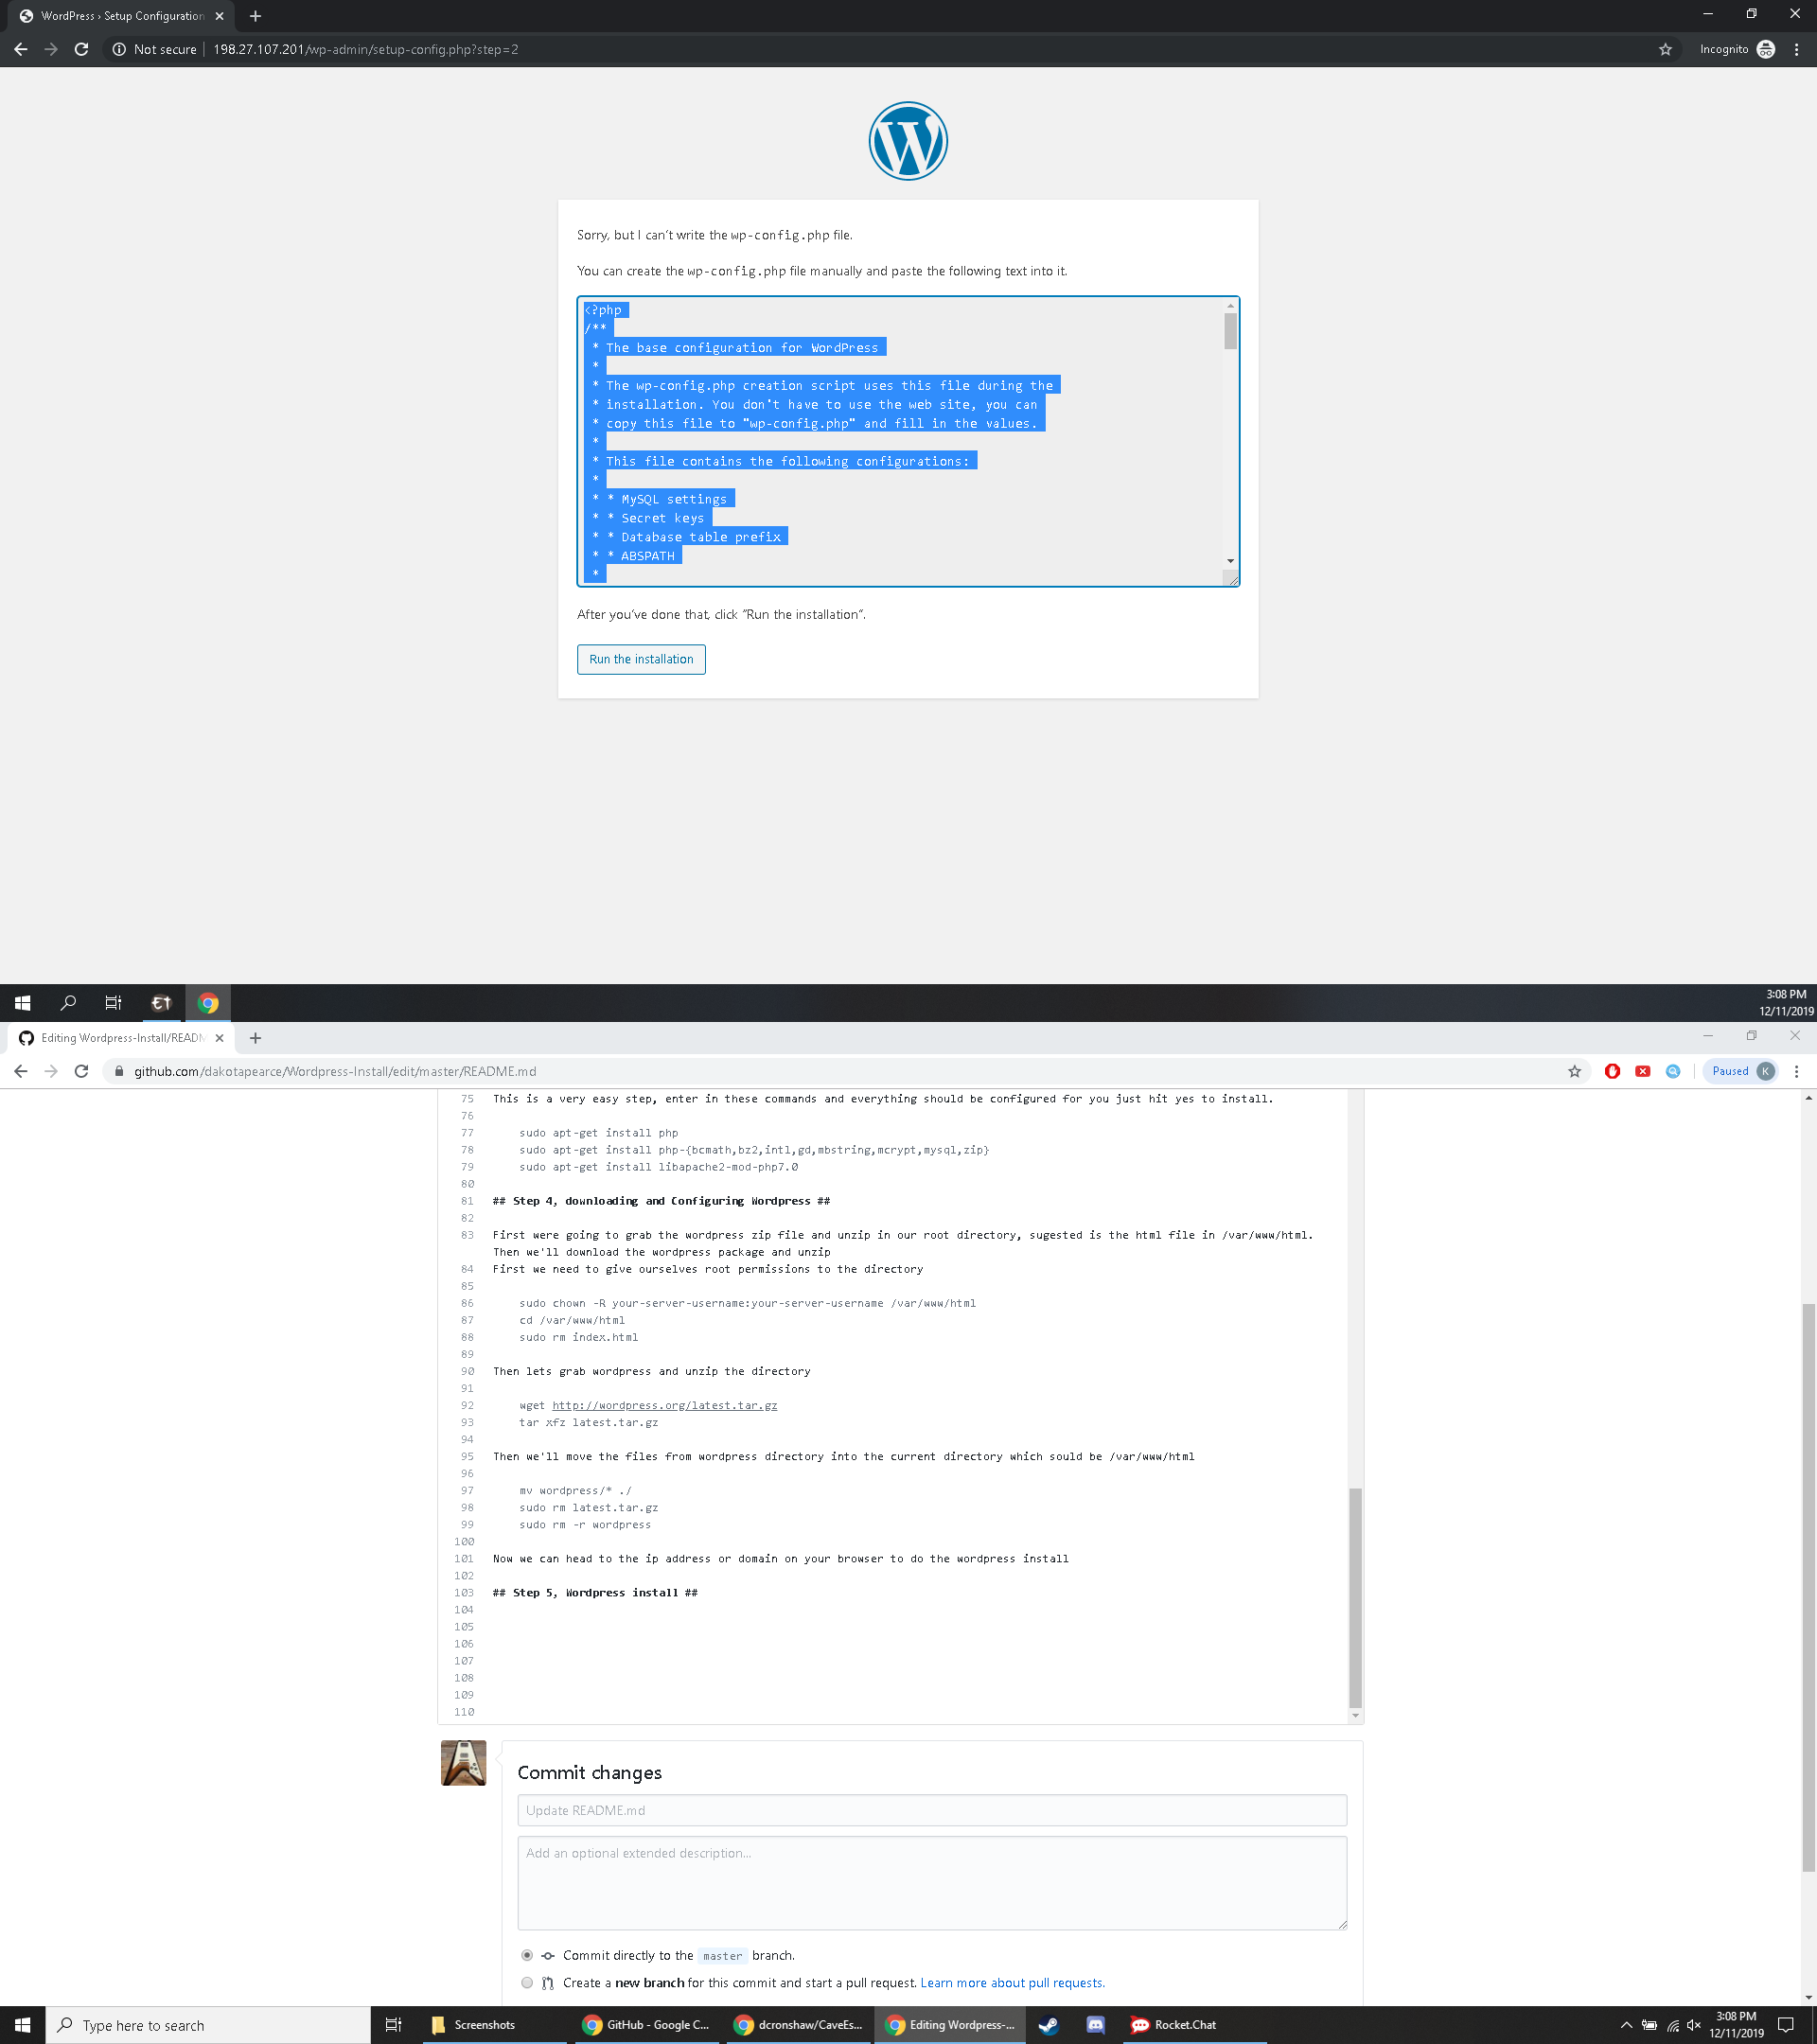 WordPress › Setup Configuration
Not secure | 198.27.107.201/wp-admin/setup-config.php?step=2
Incognito
Sorry, but I can't write the wp-config.php file.
You can create the wp-config.php file manually and paste the following text into it.
<?php
/**
* The base configuration for WordPress
*
* The wp-config.php creation script uses this file during the
* installation. You don't have to use the web site, you can
* copy this file to "wp-config.php" and fill in the values.
*
* This file contains the following configurations:
*
* * MySQL settings
* * Secret keys
* * Database table prefix
* * ABSPATH
*
After you've done that, click "Run the installation".
Run the installation
3:08 PM
12/11/2019
Editing Wordpress-Install/READM
github.com/dakotapearce/Wordpress-Install/edit/master/README.md
Paused K
75 This is a very easy step, enter in these commands and everything should be configured for you just hit yes to install.
76
77 sudo apt-get install php
78 sudo apt-get install php-{bcmath,bz2,intl,gd,mbstring,mcrypt,mysql,zip}
79 sudo apt-get install libapache2-mod-php7.0
80
81 ## Step 4, downloading and Configuring Wordpress ##
82
83 First were going to grab the wordpress zip file and unzip in our root directory, sugested is the html file in /var/www/html.
Then we'll download the wordpress package and unzip
84 First we need to give ourselves root permissions to the directory
85
86 sudo chown -R your-server-username:your-server-username /var/www/html
87 cd /var/www/html
88 sudo rm index.html
89
90 Then lets grab wordpress and unzip the directory
91
92 wget http://wordpress.org/latest.tar.gz
93 tar xfz latest.tar.gz
94
95 Then we'll move the files from wordpress directory into the current directory which sould be /var/www/html
96
97 mv wordpress/* ./
98 sudo rm latest.tar.gz
99 sudo rm -r wordpress
100
101 Now we can head to the ip address or domain on your browser to do the wordpress install
102
103 ## Step 5, Wordpress install ##
104
105
106
107
108
109
110
Commit changes
Update README.md
Add an optional extended description...
Commit directly to the master branch.
Create a new branch for this commit and start a pull request. Learn more about pull requests.
Type here to search
Screenshots
GitHub - Google C...
dcronshaw/CaveEs...
Editing Wordpress-...
Rocket.Chat
3:08 PM
12/11/2019